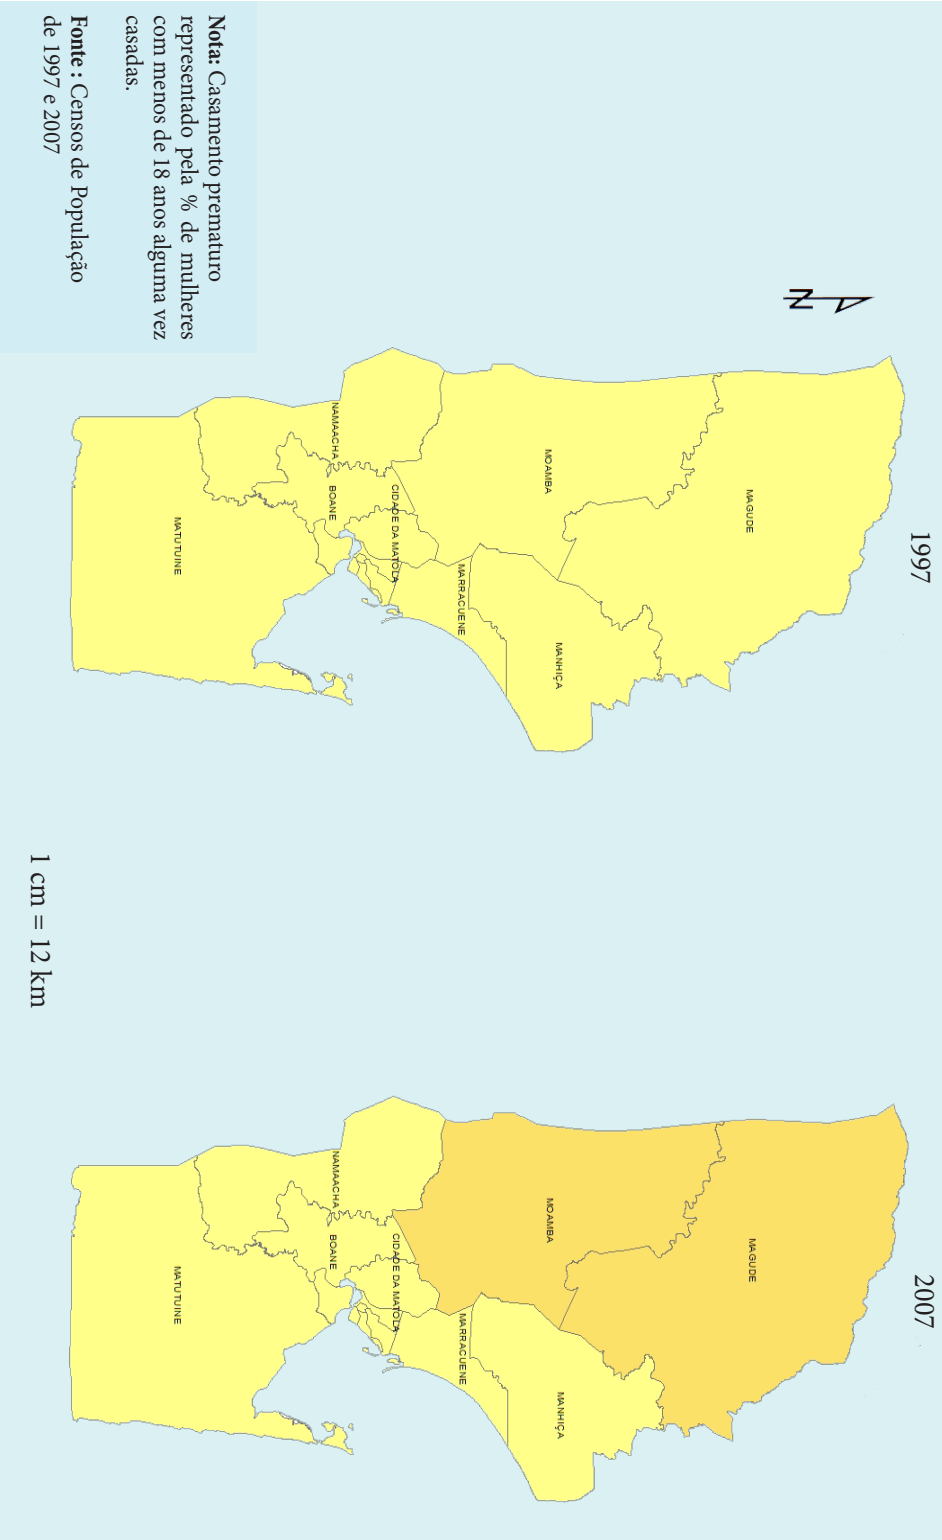 1997
2007
N
MAGUDE
MOAMBA
MANHIÇA
MARRACUENE
CIDADE DA MATOLA
NAMAACHA
BOANE
MATUTUINE
MAGUDE
MOAMBA
MANHIÇA
MARRACUENE
CIDADE DA MATOLA
NAMAACHA
BOANE
MATUTUINE
Nota: Casamento prematuro
representado pela % de mulheres
com menos de 18 anos alguma vez
casadas.
Fonte : Censos de População
de 1997 e 2007
1 cm = 12 km